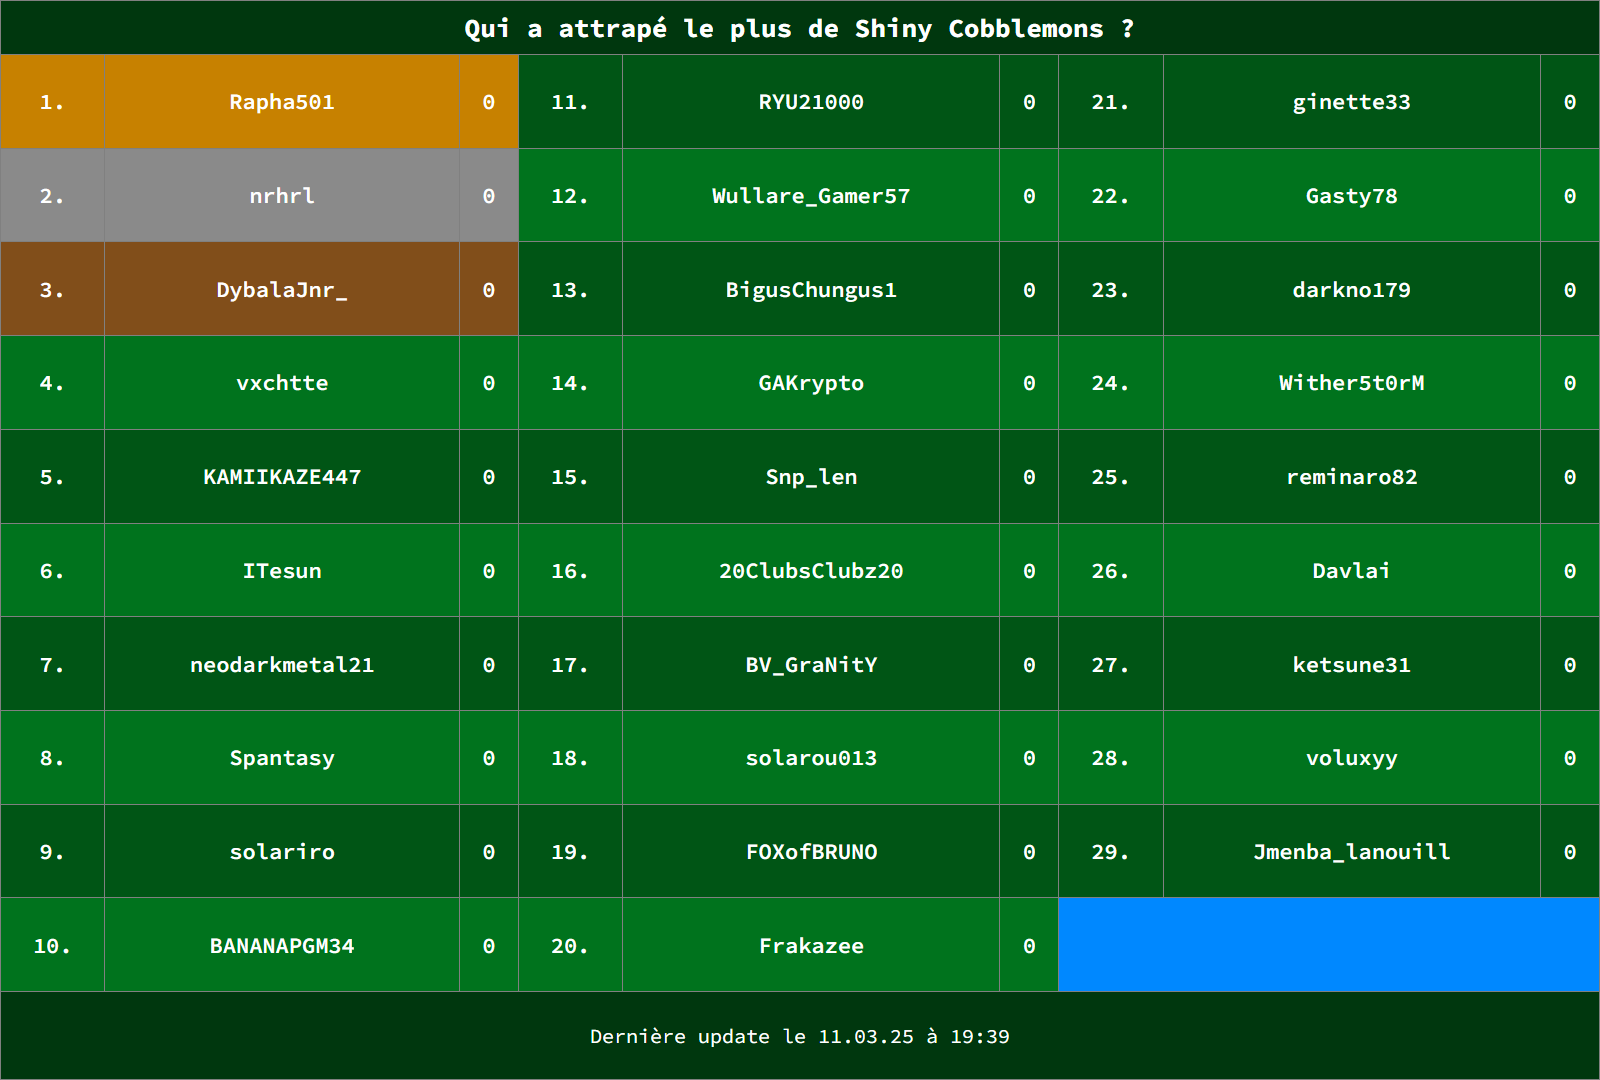 Qui a attrapé le plus de Shiny Cobblemons ?
1. Rapha501 0 11. RYU21000 0 21. ginette33 0
2. nrhrl 0 12. Wullare_Gamer57 0 22. Gasty78 0
3. DybalaJnr_ 0 13. BigusChungus1 0 23. darkno179 0
4. vxchtte 0 14. GAKrypto 0 24. Wither5t0rM 0
5. KAMIIKAZE447 0 15. Snp_len 0 25. reminaro82 0
6. ITesun 0 16. 20ClubsClubz20 0 26. Davlai 0
7. neodarkmetal21 0 17. BV_GraNitY 0 27. ketsune31 0
8. Spantasy 0 18. solarou013 0 28. voluxyy 0
9. solariro 0 19. FOXofBRUNO 0 29. Jmenba_lanouill 0
10. BANANAPGM34 0 20. Frakazee 0
Dernière update le 11.03.25 à 19:39